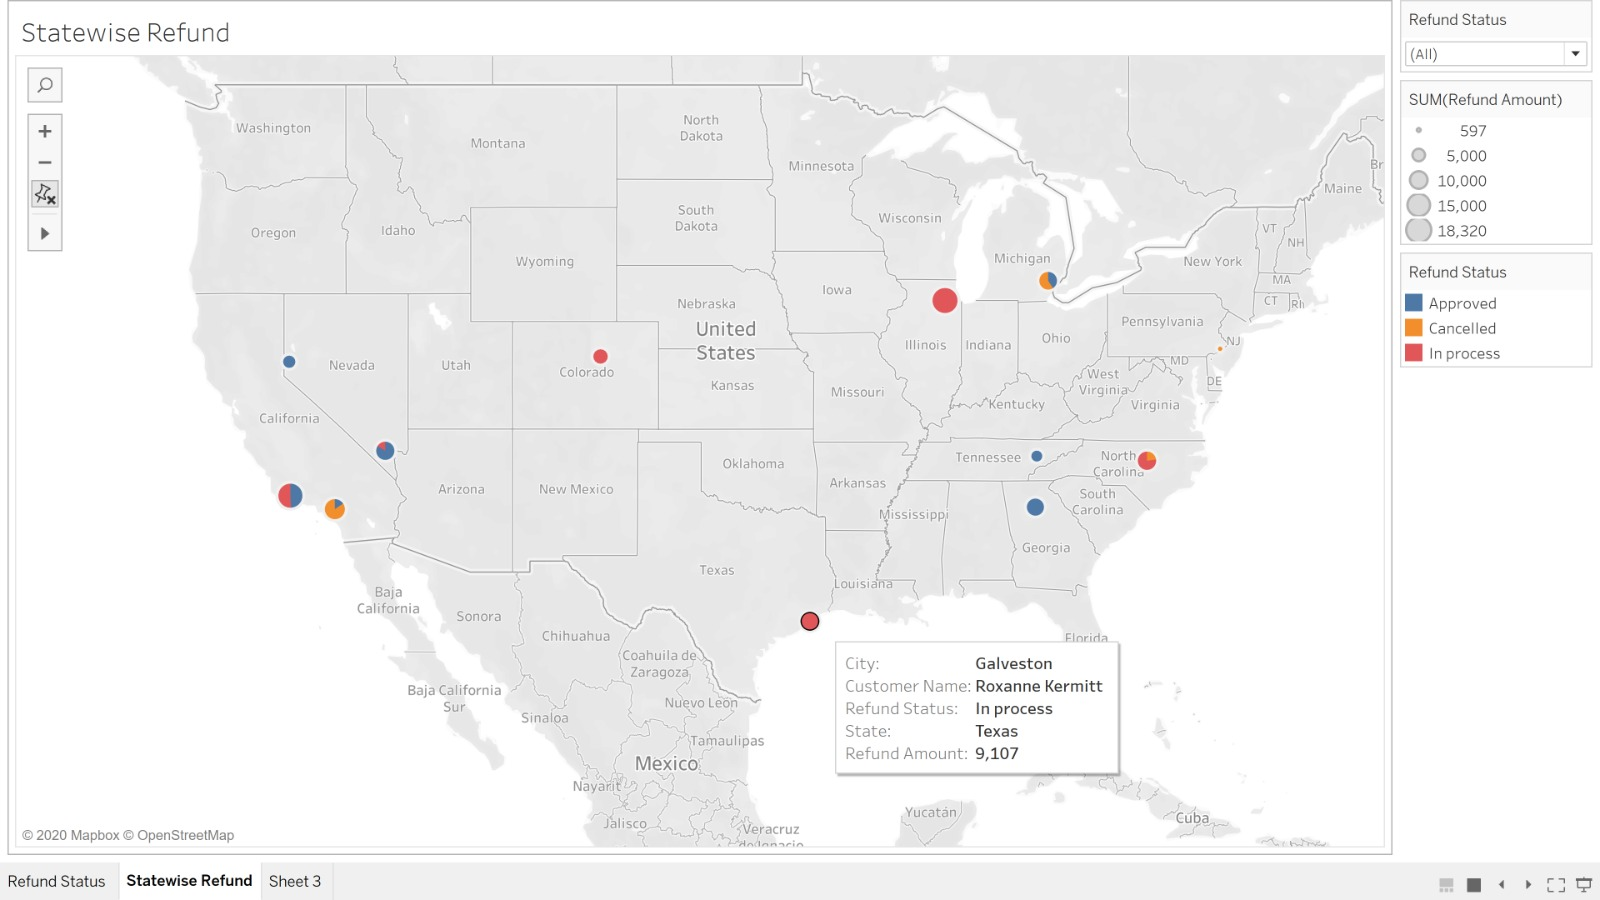 Statewise Refund
Refund Status
(All)
SUM(Refund Amount)
597
5,000
10,000
15,000
18,320
Refund Status
Approved
Cancelled
In process
Washington
Montana
North
Dakota
Minnesota
Maine
Br
Oregon
Idaho
South
Dakota
Wisconsin
VT
NH
Wyoming
Michigan
New York
MA
Iowa
CT
Rh
Nebraska
United
States
Pennsylvania
Ohio
Nevada
Utah
Colorado
Illinois
Indiana
NJ
MD
Kansas
Missouri
West
Virginia
DE
California
Kentucky
Virginia
Tennessee
North
Carolina
Oklahoma
Arkansas
Arizona
New Mexico
South
Carolina
Mississippi
Georgia
Texas
Louisiana
Baja
California
Sonora
Chihuahua
Florida
Coahuila de
Zaragoza
Baja California
Sur
Nuevo León
Sinaloa
Tamaulipas
Mexico
Nayarit
Yucatán
Cuba
Jalisco
Veracruz
de Ignacio
City: Galveston
Customer Name: Roxanne Kermitt
Refund Status: In process
State: Texas
Refund Amount: 9,107
© 2020 Mapbox © OpenStreetMap
Refund Status
Statewise Refund
Sheet 3